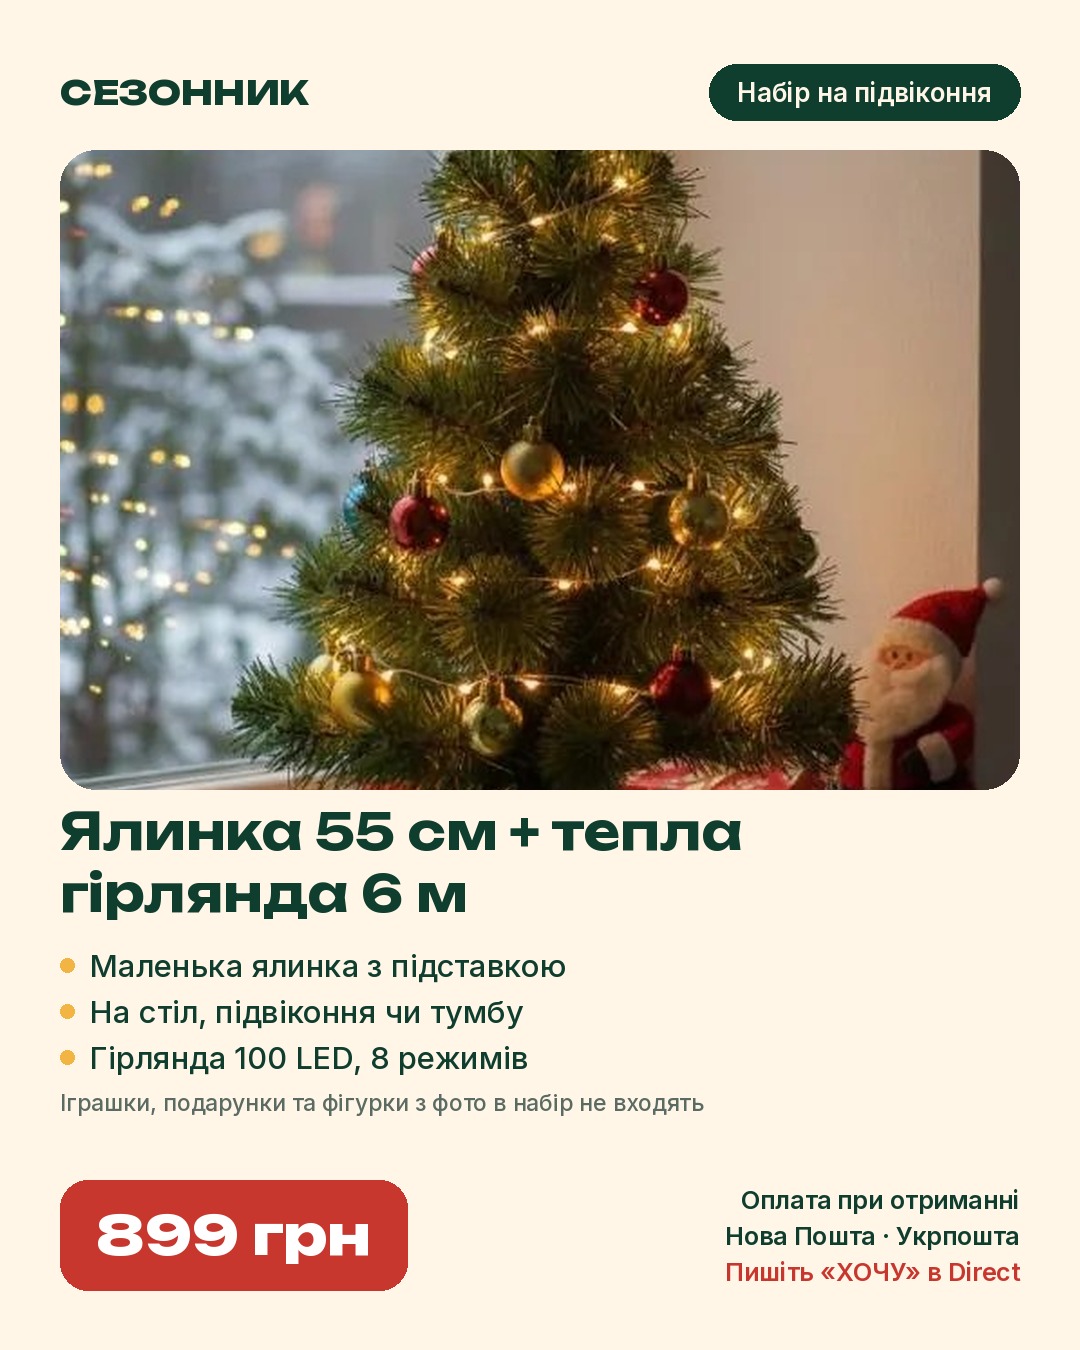 СЕЗОННИК
Набір на підвіконня
Ялинка 55 см + тепла
гірлянда 6 м
Маленька ялинка з підставкою
На стіл, підвіконня чи тумбу
Гірлянда 100 LED, 8 режимів
Іграшки, подарунки та фігурки з фото в набір не входять
899 грн
Оплата при отриманні
Нова Пошта · Укрпошта
Пишіть «ХОЧУ» в Direct